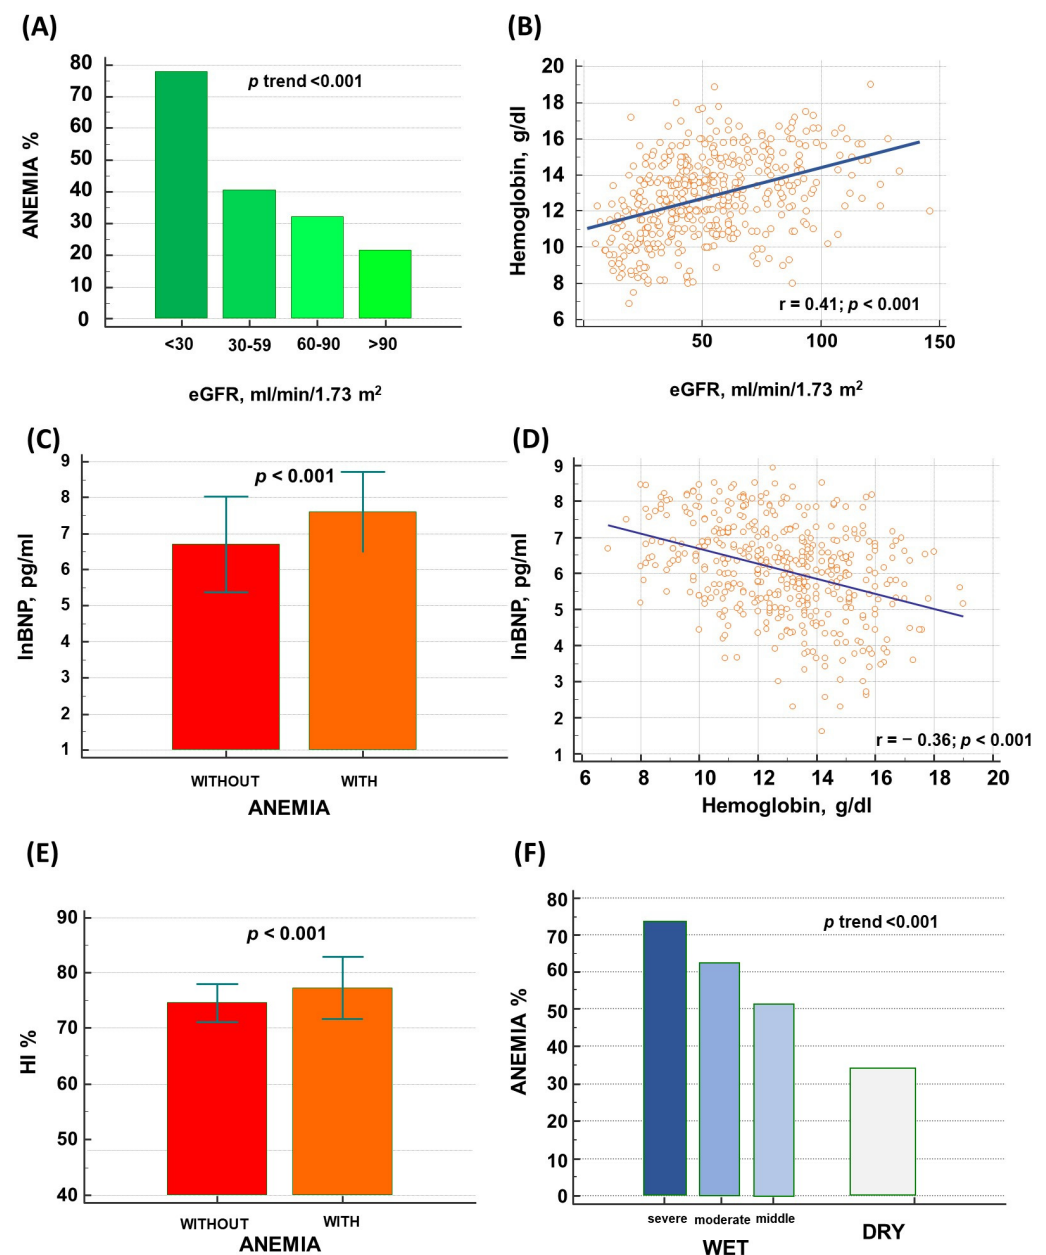 (A)
80
70
60
50
40
30
20
10
0
ANEMIA %
p trend <0.001
<30 30-59 60-90 >90
eGFR, ml/min/1.73 m²
(B)
20
18
16
14
12
10
8
6
Hemoglobin, g/dl
r = 0.41; p < 0.001
50 100 150
eGFR, ml/min/1.73 m²
(C)
9
8
7
6
5
4
3
2
1
lnBNP, pg/ml
p < 0.001
WITHOUT WITH
ANEMIA
(D)
9
8
7
6
5
4
3
2
1
lnBNP, pg/ml
r = − 0.36; p < 0.001
6 8 10 12 14 16 18 20
Hemoglobin, g/dl
(E)
90
80
70
60
50
40
HI %
p < 0.001
WITHOUT WITH
ANEMIA
(F)
80
70
60
50
40
30
20
10
0
ANEMIA %
p trend <0.001
severe moderate middle
WET
DRY